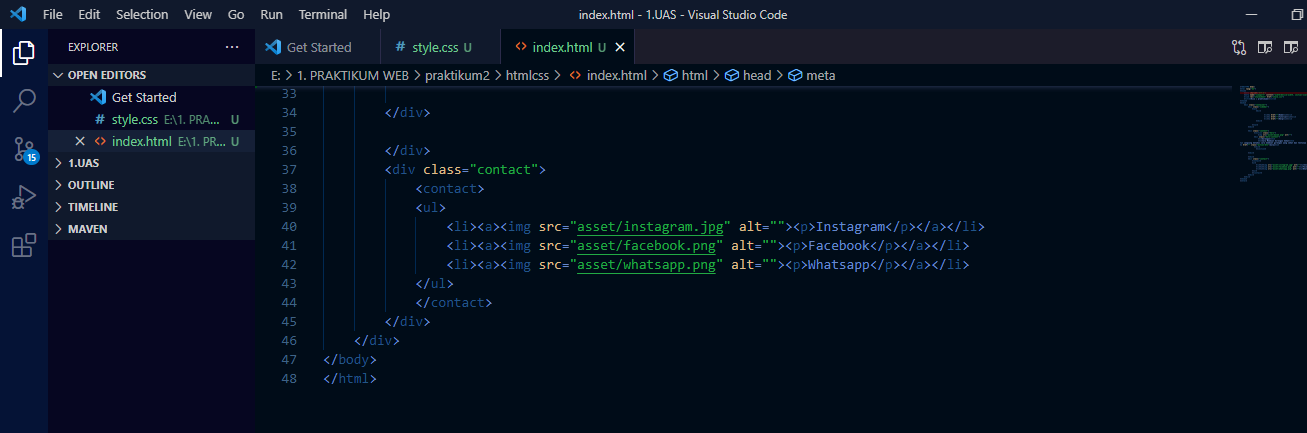 File Edit Selection View Go Run Terminal Help index.html - 1.UAS - Visual Studio Code
EXPLORER ···
Get Started
# style.css U
<> index.html U
OPEN EDITORS
E: > 1. PRAKTIKUM WEB > praktikum2 > htmlcss > <> index.html > html > head > meta
Get Started
# style.css E:\1. PRA... U
<> index.html E:\1. PR... U
15
1.UAS
OUTLINE
TIMELINE
MAVEN
33
34 </div>
35
36 </div>
37 <div class="contact">
38 <contact>
39 <ul>
40 <li><a><img src="asset/instagram.jpg" alt=""><p>Instagram</p></a></li>
41 <li><a><img src="asset/facebook.png" alt=""><p>Facebook</p></a></li>
42 <li><a><img src="asset/whatsapp.png" alt=""><p>Whatsapp</p></a></li>
43 </ul>
44 </contact>
45 </div>
46 </div>
47 </body>
48 </html>